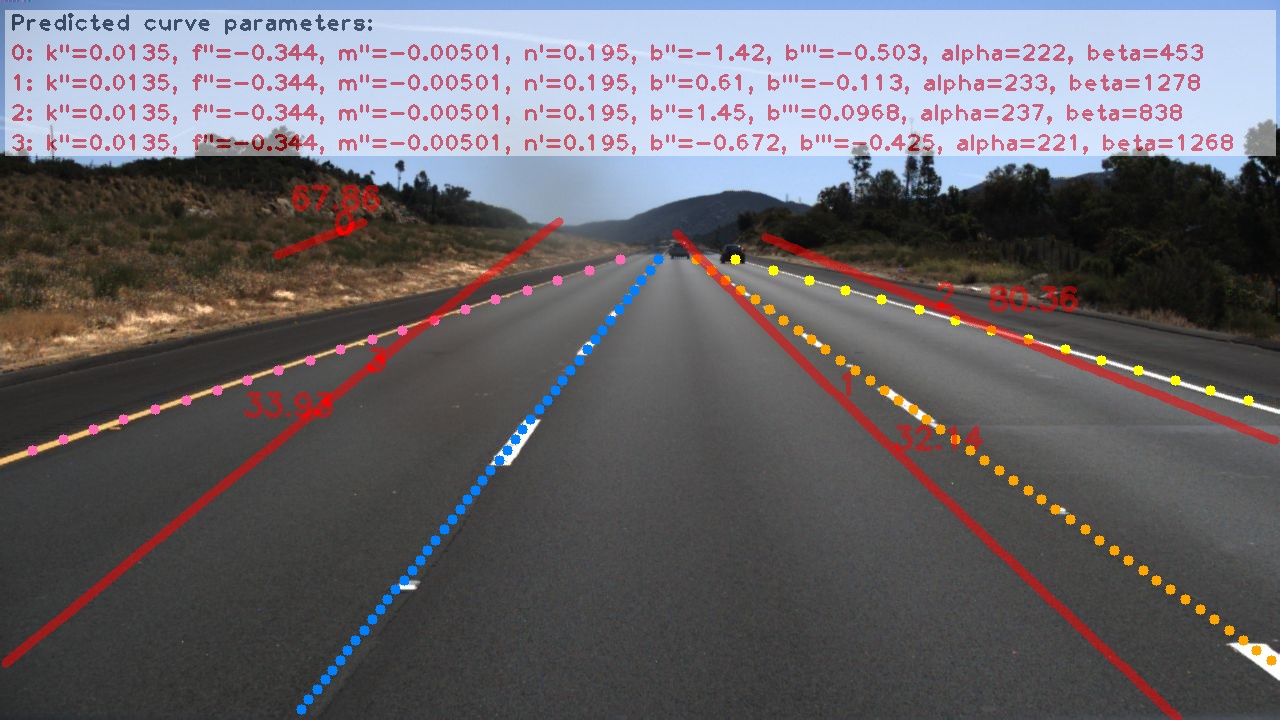 Predicted curve parameters:
0: k''=0.0135, f''=−0.344, m''=−0.00501, n'=0.195, b''=−1.42, b'''=−0.503, alpha=222, beta=453
1: k''=0.0135, f''=−0.344, m''=−0.00501, n'=0.195, b''=0.61, b'''=−0.113, alpha=233, beta=1278
2: k''=0.0135, f''=−0.344, m''=−0.00501, n'=0.195, b''=1.45, b'''=0.0968, alpha=237, beta=838
3: k''=0.0135, f''=−0.344, m''=−0.00501, n'=0.195, b''=−0.672, b'''=−0.425, alpha=221, beta=1268
67.86
0
2 80.36
3
1
33.93
32.14